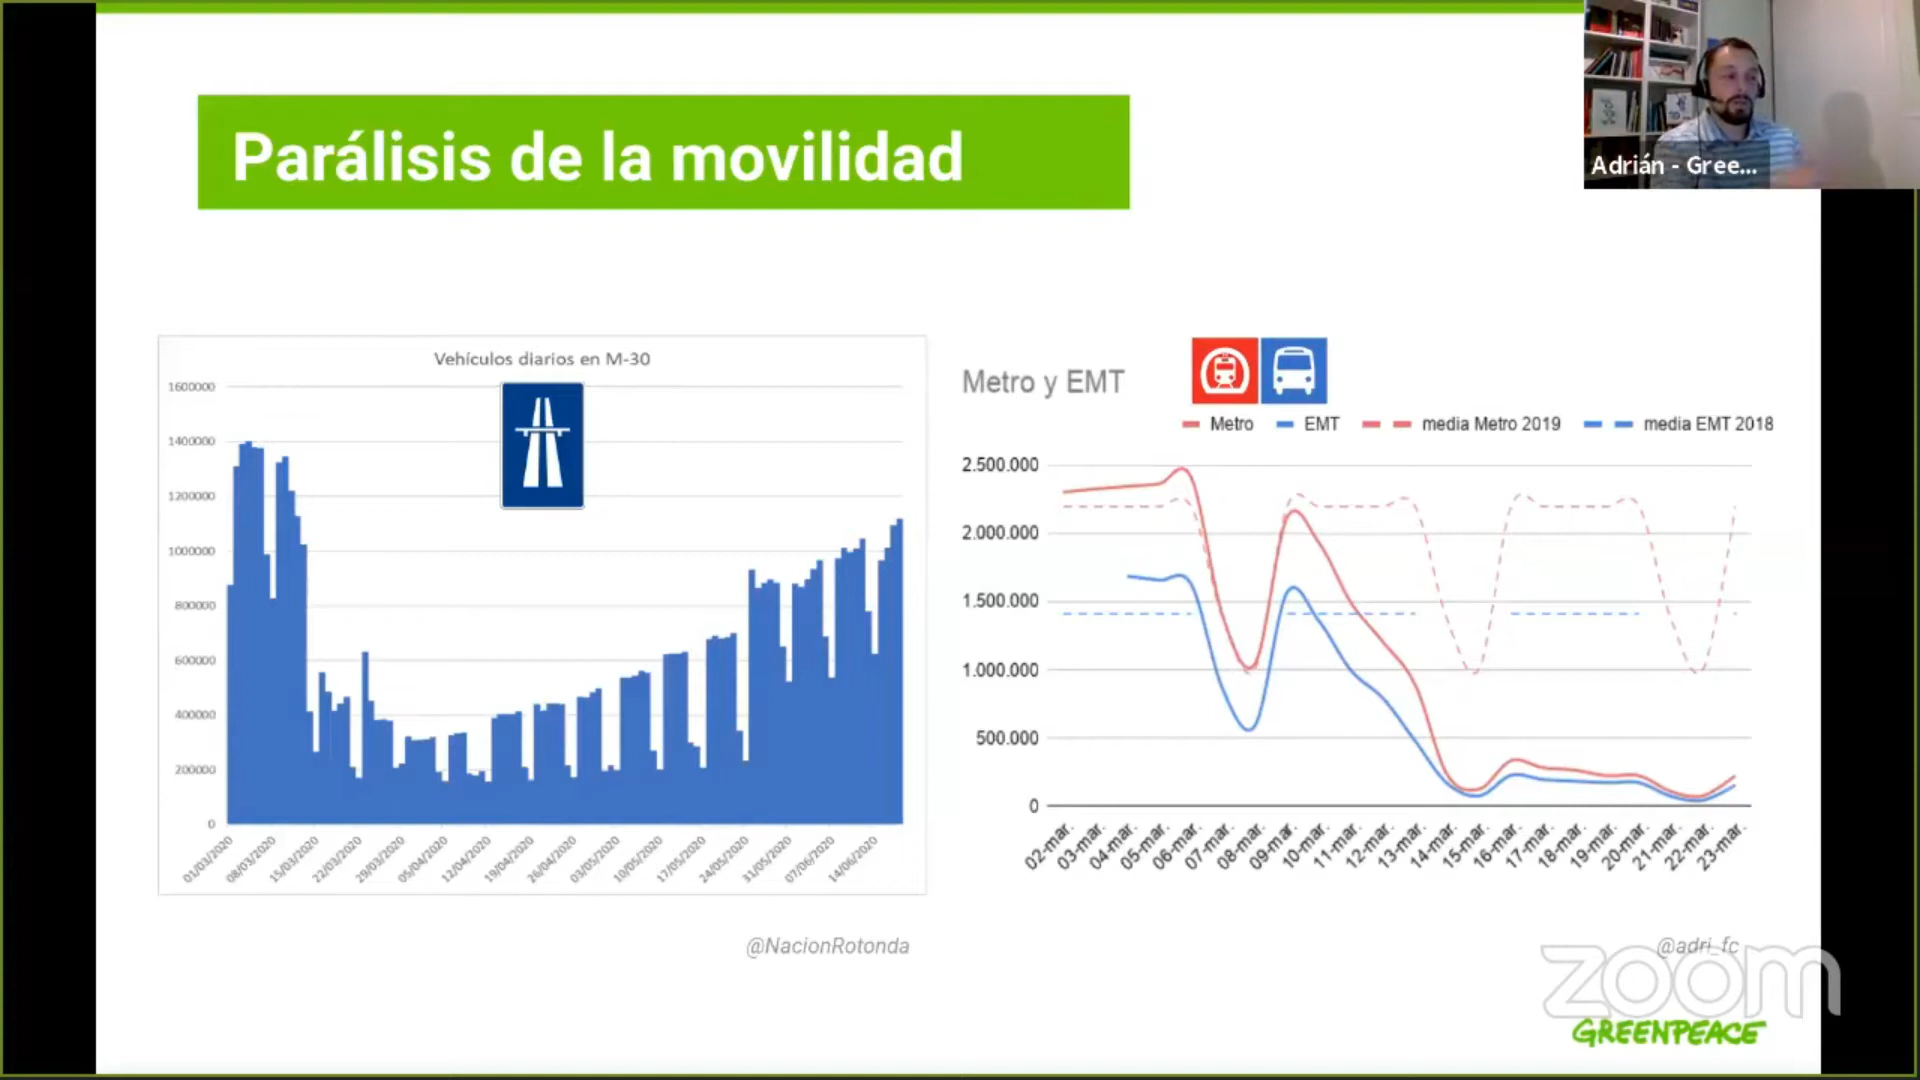 Parálisis de la movilidad
Adrián - Gree...
Vehículos diarios en M-30
1600000
1400000
1200000
1000000
800000
600000
400000
200000
0
01/03/2020
08/03/2020
15/03/2020
22/03/2020
29/03/2020
05/04/2020
12/04/2020
19/04/2020
26/04/2020
03/05/2020
10/05/2020
17/05/2020
24/05/2020
31/05/2020
07/06/2020
14/06/2020
@NacionRotonda
Metro y EMT
Metro EMT media Metro 2019 media EMT 2018
2.500.000
2.000.000
1.500.000
1.000.000
500.000
0
02-mar.
03-mar.
04-mar.
05-mar.
06-mar.
07-mar.
08-mar.
09-mar.
10-mar.
11-mar.
12-mar.
13-mar.
14-mar.
15-mar.
16-mar.
17-mar.
18-mar.
19-mar.
20-mar.
21-mar.
22-mar.
23-mar.
@adri_fc
zoom
GREENPEACE